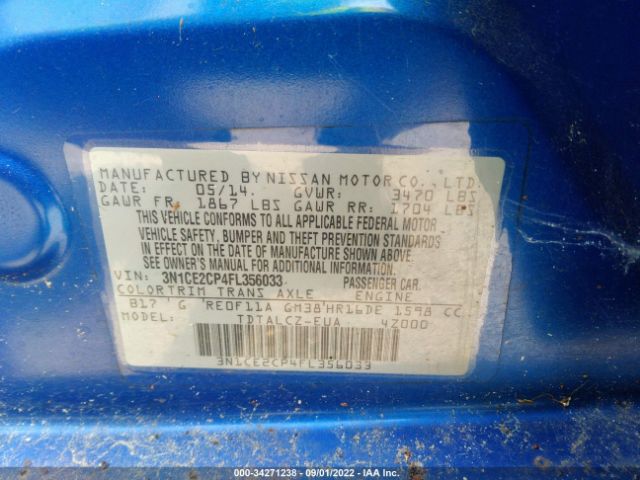 MANUFACTURED BY NISSAN MOTOR CO., LTD.
DATE: 05/14. GVWR: 3470 LBS
GAWR FR. 1867 LBS GAWR RR: 1704 LBS
THIS VEHICLE CONFORMS TO ALL APPLICABLE FEDERAL MOTOR
VEHICLE SAFETY, BUMPER AND THEFT PREVENTION STANDARDS
IN EFFECT ON THE DATE OF MANUFACTURE SHOWN ABOVE.
SEE OWNER'S MANUAL FOR ADDITIONAL INFORMATION.
VIN: 3N1CE2CP4FL356033 PASSENGER CAR.
COLOR TRIM TRANS AXLE ENGINE
B17 ' G 'RE0F11A GM38'HR16DE 1598 CC
MODEL: TDTALCZ-EUA 4Z000
3N1CE2CP4FL356033
000-34271238 - 09/01/2022 - IAA Inc.